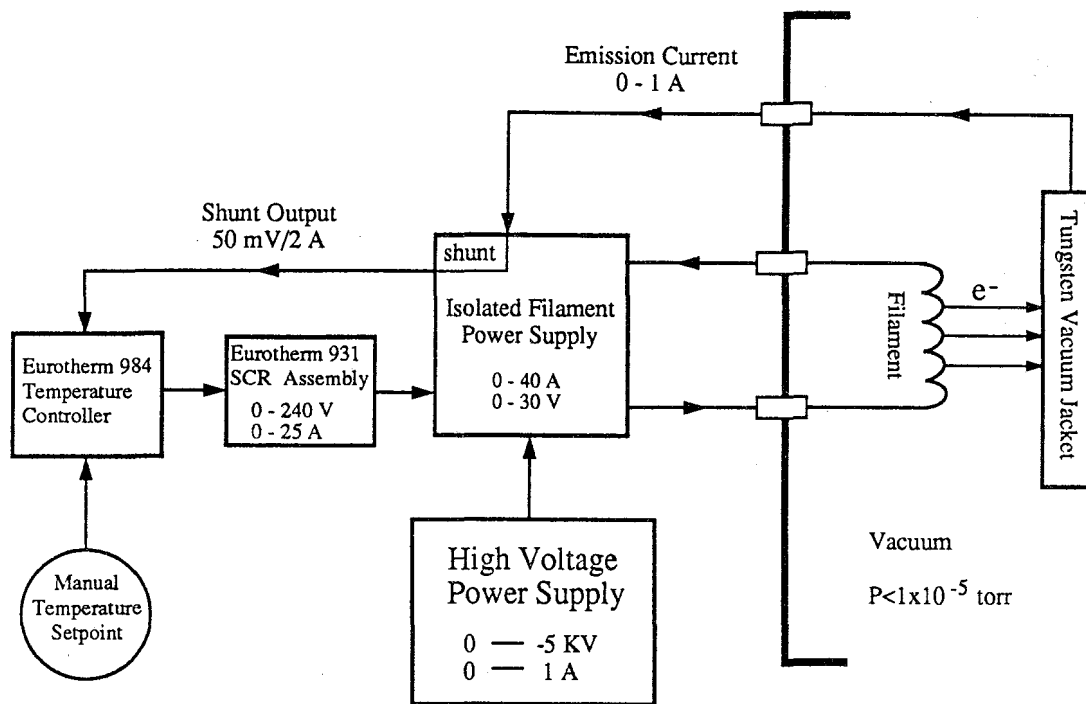 Emission Current
0 - 1 A
Shunt Output
50 mV/2 A
shunt
Isolated Filament
Power Supply
0 - 40 A
0 - 30 V
Eurotherm 984
Temperature
Controller
Eurotherm 931
SCR Assembly
0 - 240 V
0 - 25 A
Filament
e-
Tungsten Vacuum Jacket
Manual
Temperature
Setpoint
High Voltage
Power Supply
0 — -5 KV
0 — 1 A
Vacuum
P<1x10 -5 torr